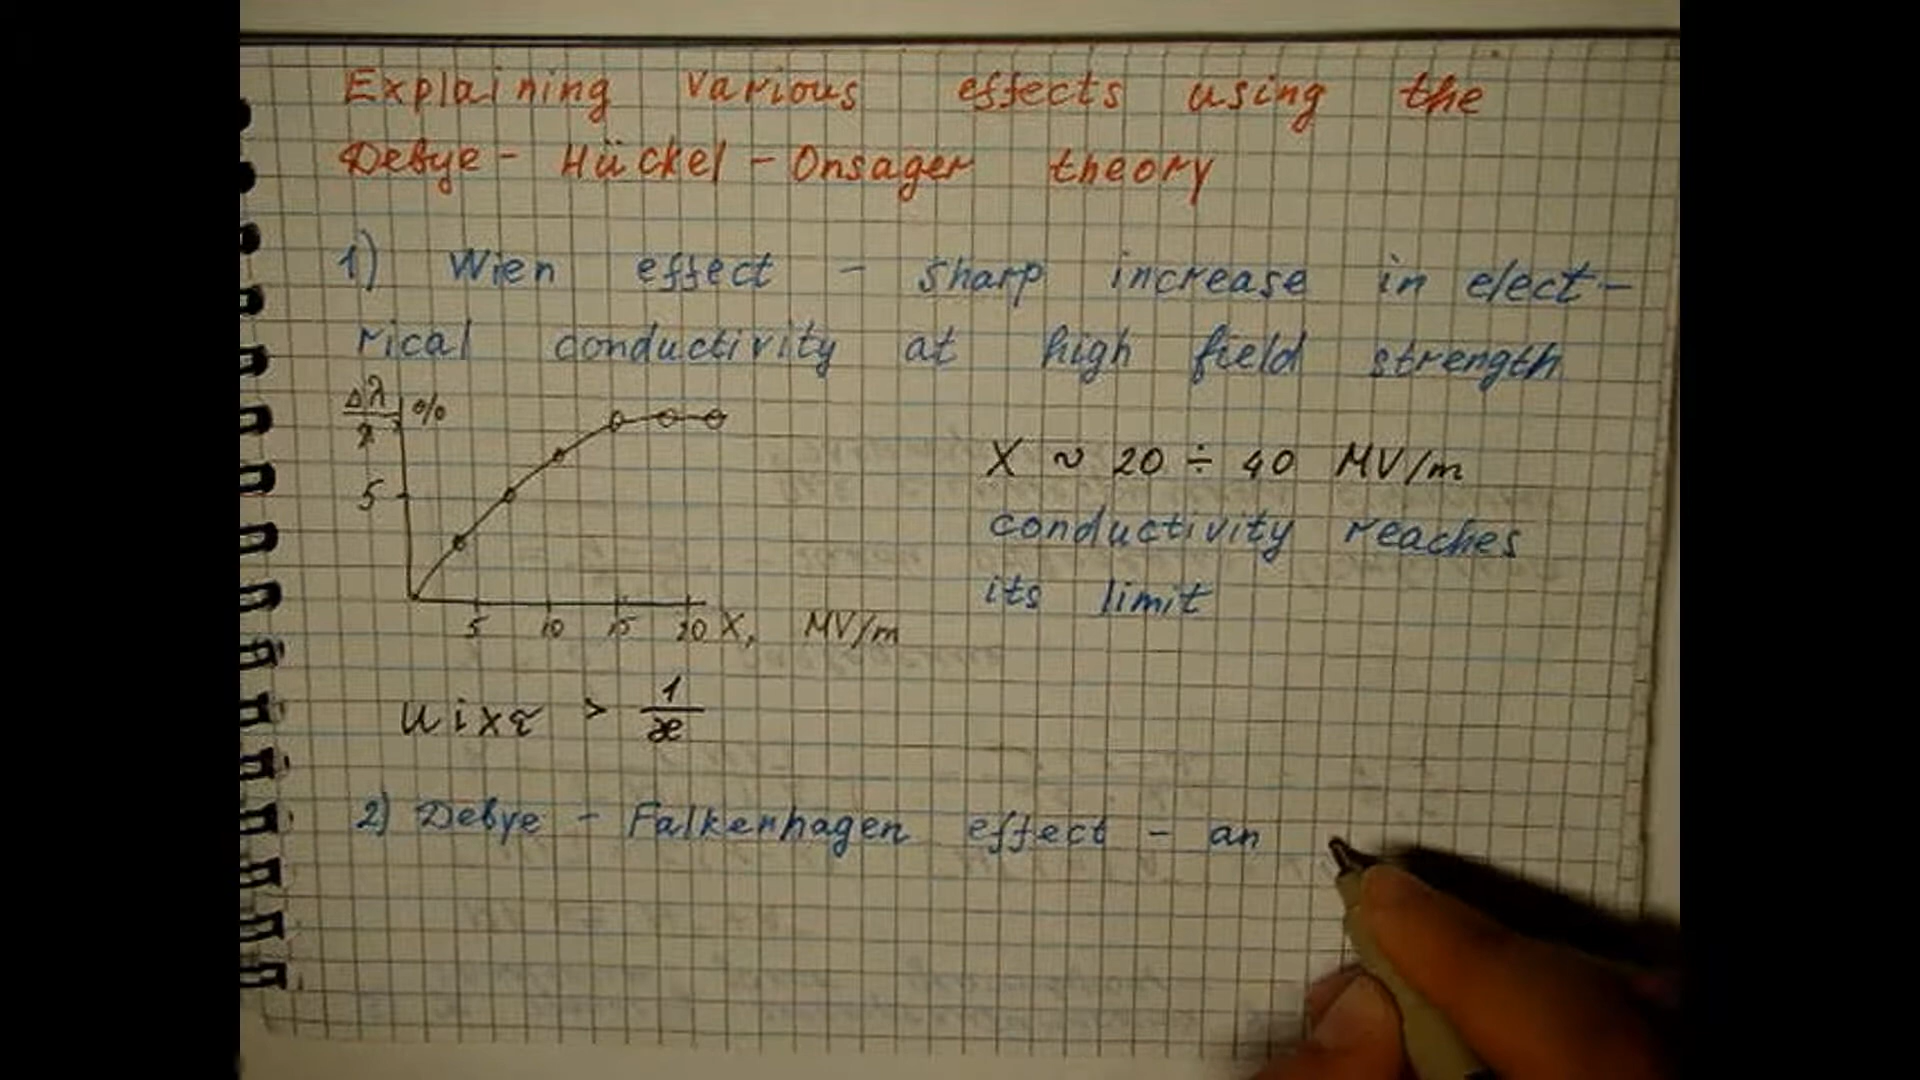 Explaining various effects using the
Debye - Hückel - Onsager theory
1) Wien effect - sharp increase in elect-
rical conductivity at high field strength
Δλ/λ %
5
5 10 15 20 X, MV/m
X ~ 20 ÷ 40 MV/m
conductivity reaches
its limit
u i x τ > 1/æ
2) Debye - Falkenhagen effect - an